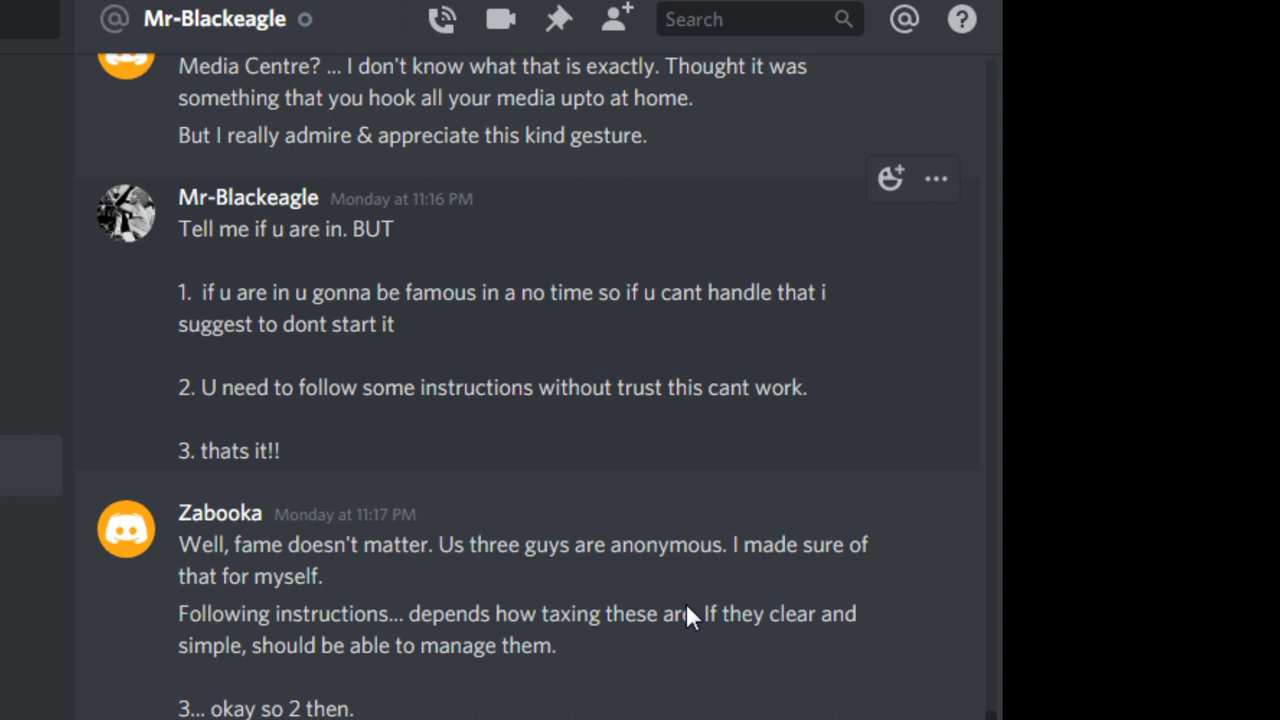 Mr-Blackeagle
Search
Media Centre? ... I don't know what that is exactly. Thought it was
something that you hook all your media upto at home.
But I really admire & appreciate this kind gesture.
Mr-Blackeagle Monday at 11:16 PM
Tell me if u are in. BUT
1. if u are in u gonna be famous in a no time so if u cant handle that i
suggest to dont start it
2. U need to follow some instructions without trust this cant work.
3. thats it!!
Zabooka Monday at 11:17 PM
Well, fame doesn't matter. Us three guys are anonymous. I made sure of
that for myself.
Following instructions... depends how taxing these are. If they clear and
simple, should be able to manage them.
3... okay so 2 then.